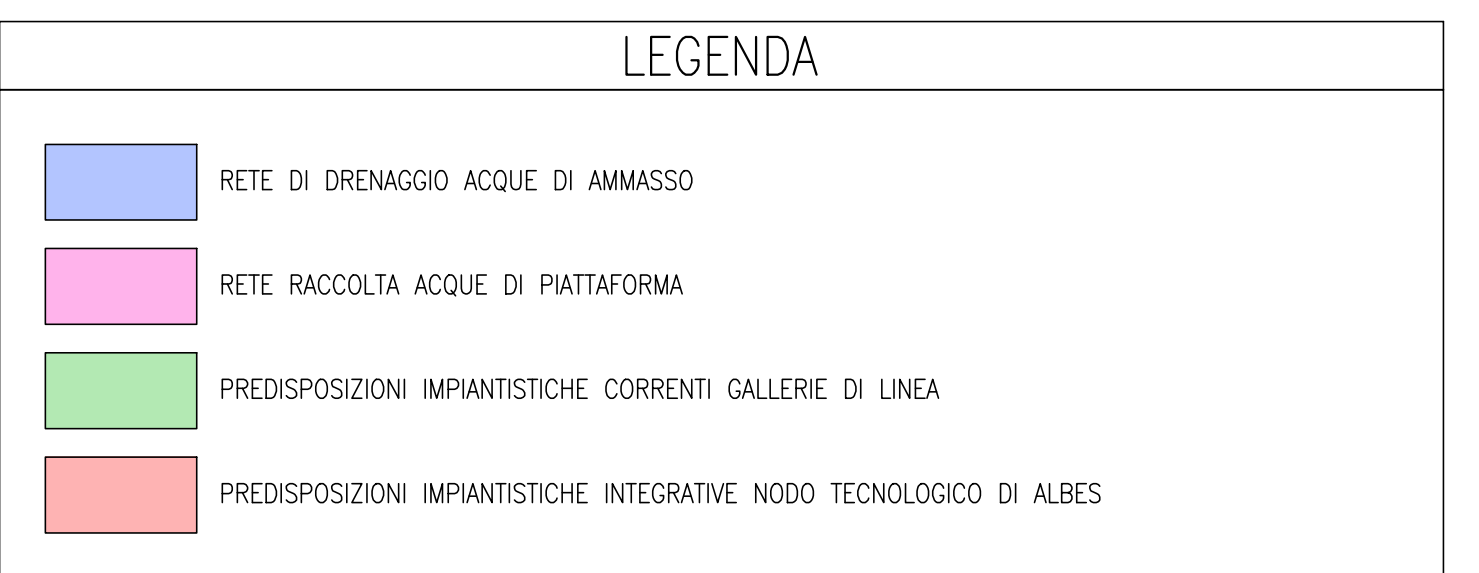 LEGENDA
RETE DI DRENAGGIO ACQUE DI AMMASSO
RETE RACCOLTA ACQUE DI PIATTAFORMA
PREDISPOSIZIONI IMPIANTISTICHE CORRENTI GALLERIE DI LINEA
PREDISPOSIZIONI IMPIANTISTICHE INTEGRATIVE NODO TECNOLOGICO DI ALBES